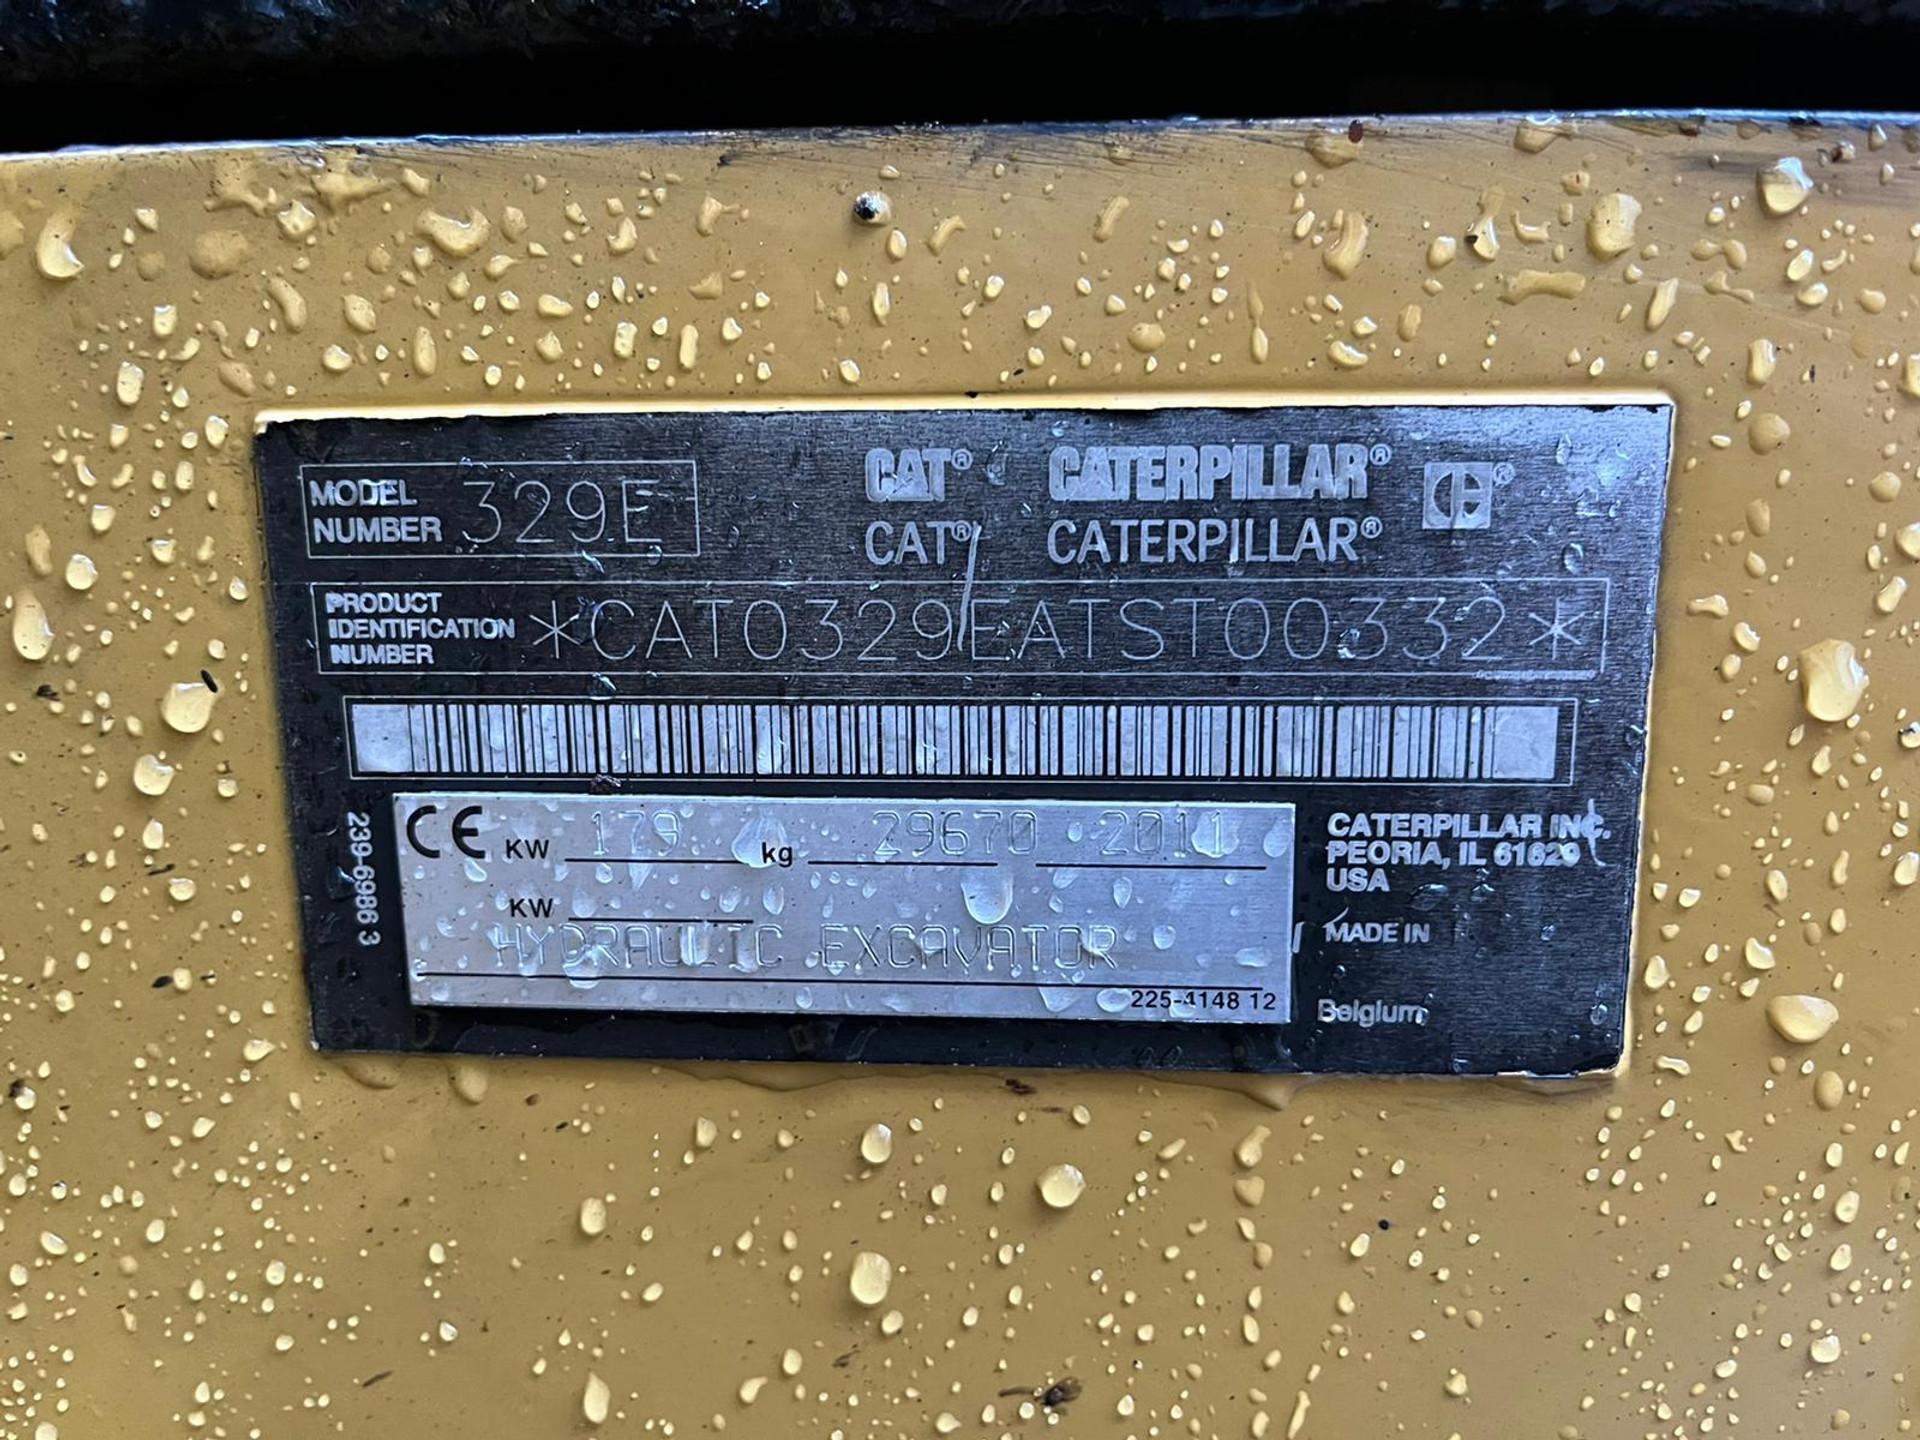 MODEL NUMBER 329E
CAT® CATERPILLAR®
CAT® CATERPILLAR®
PRODUCT IDENTIFICATION NUMBER *CAT0329EATST00332*
239-6986 3
CE KW 179 kg 29670 2011
KW
HYDRAULIC EXCAVATOR
225-4148 12
CATERPILLAR INC.
PEORIA, IL 61629
USA
MADE IN
Belgium